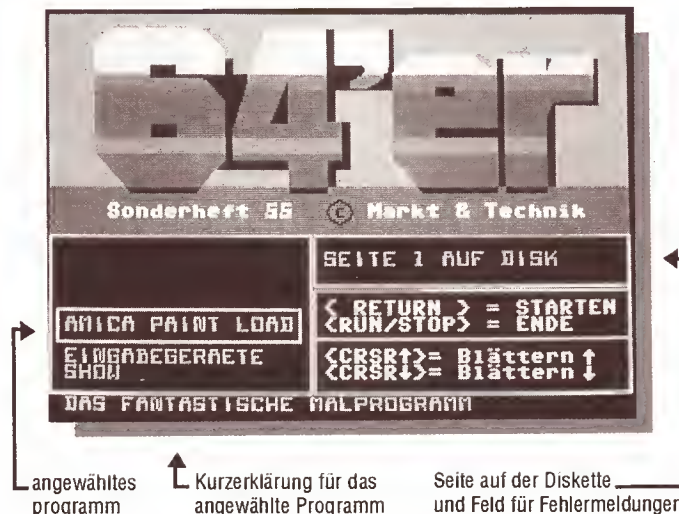 64'er
Sonderheft 55 © Markt & Technik
SEITE 1 AUF DISK
AMICA PAINT LOAD
EINGABEGERAETE
SHOW
< RETURN > = STARTEN
<RUN/STOP> = ENDE
<CRSR↑>= Blättern ↑
<CRSR↓>= Blättern ↓
DAS FANTASTISCHE MALPROGRAMM
angewähltes
programm
Kurzerklärung für das
angewählte Programm
Seite auf der Diskette
und Feld für Fehlermeldungen